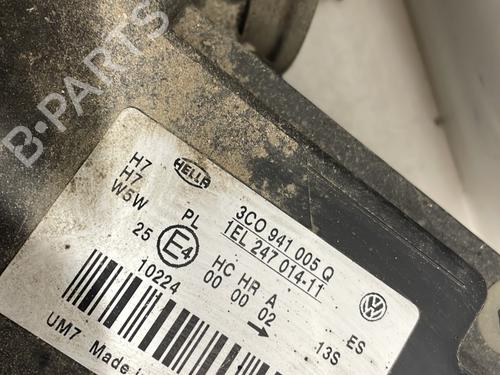 B-PARTS
H7
H7
W5W
HELLA
3C0 941 005 Q
1EL 247 014-11
PL
25
E4
HC HR A
00 00 02
10224
ES
13S
UM7 Made